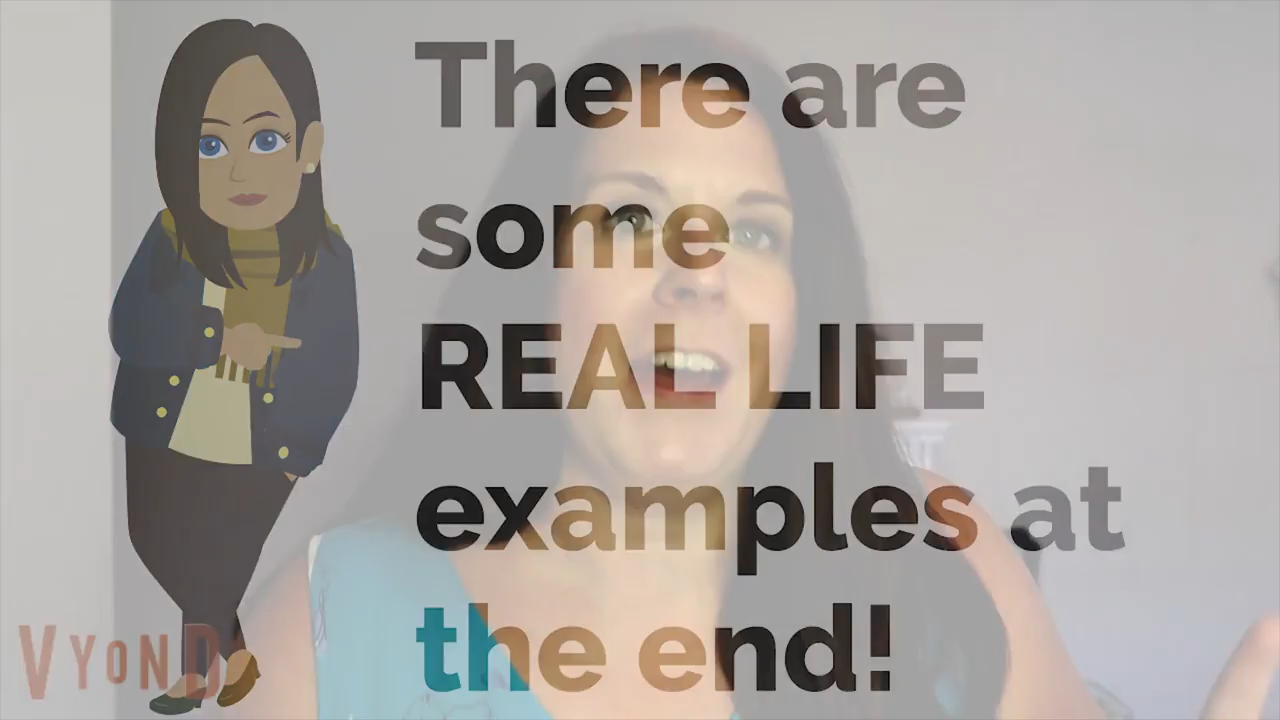 There are
some
REAL LIFE
examples at
the end!
VYOND